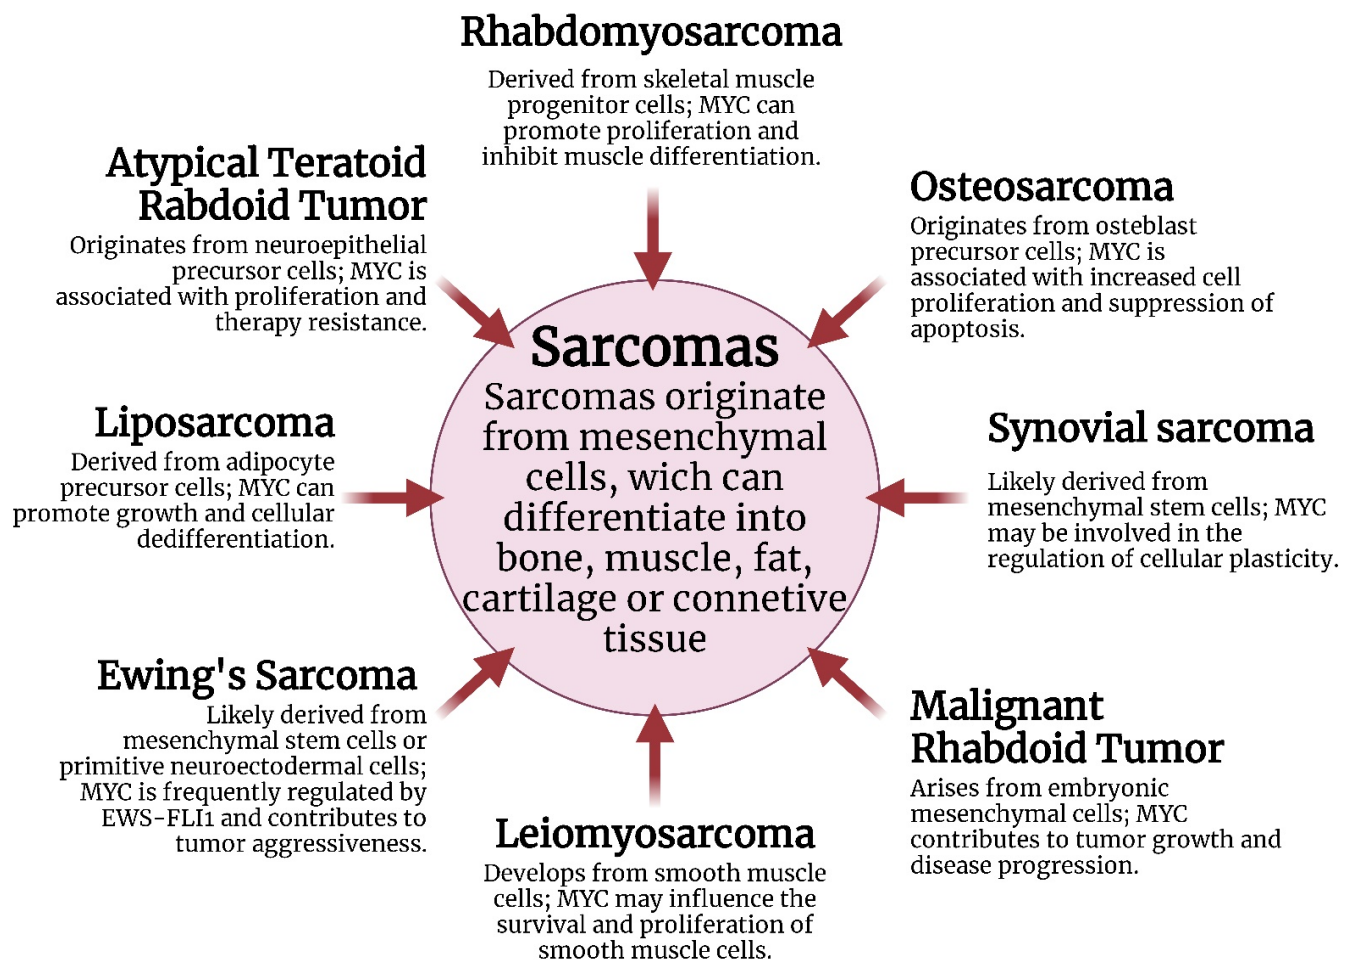 Rhabdomyosarcoma
Derived from skeletal muscle
progenitor cells; MYC can
promote proliferation and
inhibit muscle differentiation.
Atypical Teratoid
Rabdoid Tumor
Originates from neuroepithelial
precursor cells; MYC is
associated with proliferation and
therapy resistance.
Osteosarcoma
Originates from osteblast
precursor cells; MYC is
associated with increased cell
proliferation and suppression of
apoptosis.
Sarcomas
Sarcomas originate
from mesenchymal
cells, wich can
differentiate into
bone, muscle, fat,
cartilage or connetive
tissue
Liposarcoma
Derived from adipocyte
precursor cells; MYC can
promote growth and cellular
dedifferentiation.
Synovial sarcoma
Likely derived from
mesenchymal stem cells; MYC
may be involved in the
regulation of cellular plasticity.
Ewing's Sarcoma
Likely derived from
mesenchymal stem cells or
primitive neuroectodermal cells;
MYC is frequently regulated by
EWS-FLI1 and contributes to
tumor aggressiveness.
Malignant
Rhabdoid Tumor
Arises from embryonic
mesenchymal cells; MYC
contributes to tumor growth and
disease progression.
Leiomyosarcoma
Develops from smooth muscle
cells; MYC may influence the
survival and proliferation of
smooth muscle cells.